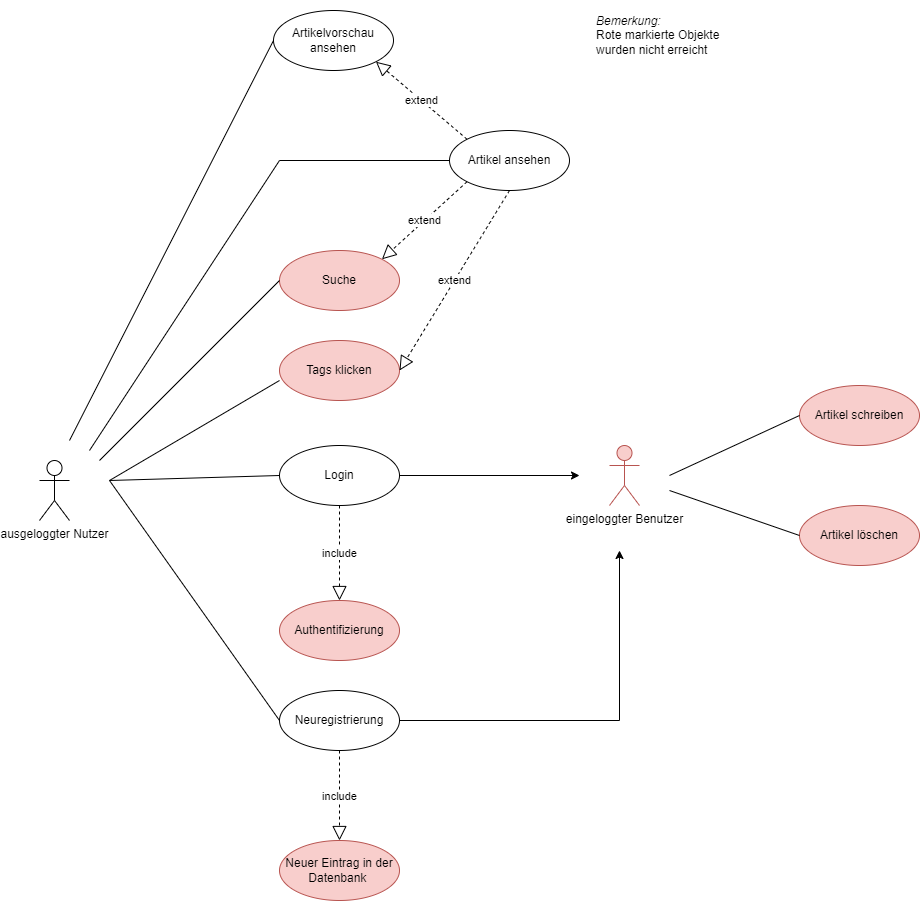 Artikelvorschau
ansehen
Bemerkung:
Rote markierte Objekte
wurden nicht erreicht
extend
Artikel ansehen
extend
Suche
extend
Tags klicken
Artikel schreiben
Login
ausgeloggter Nutzer
eingeloggter Benutzer
Artikel löschen
include
Authentifizierung
Neuregistrierung
include
Neuer Eintrag in der
Datenbank